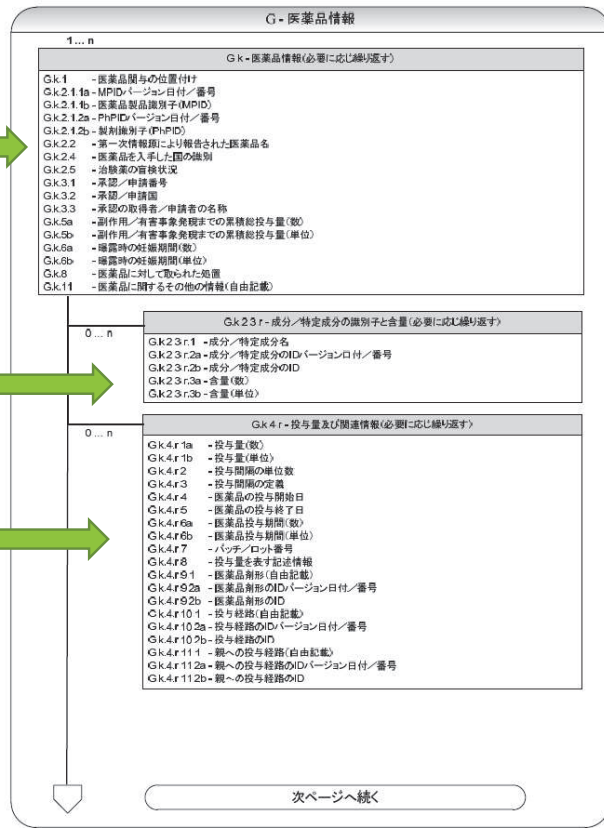 G - 医薬品情報
1... n
G k - 医薬品情報(必要に応じ繰り返す)
G.k.1 - 医薬品関与の位置付け
G.k.2.1.1a - MPIDバージョン日付／番号
G.k.2.1.1b - 医薬品製品識別子(MPID)
G.k.2.1.2a - PhPIDバージョン日付／番号
G.k.2.1.2b - 製剤識別子(PhPID)
G.k.2.2 - 第一次情報源により報告された医薬品名
G.k.2.4 - 医薬品を入手した国の識別
G.k.2.5 - 治験薬の盲検状況
G.k.3.1 - 承認／申請番号
G.k.3.2 - 承認／申請国
G.k.3.3 - 承認の取得者／申請者の名称
G.k.5a - 副作用／有害事象発現までの累積総投与量(数)
G.k.5b - 副作用／有害事象発現までの累積総投与量(単位)
G.k.6a - 曝露時の妊娠期間(数)
G.k.6b - 曝露時の妊娠期間(単位)
G.k.8 - 医薬品に対して取られた処置
G.k.11 - 医薬品に関するその他の情報(自由記載)
0... n
G.k 2 3 r - 成分／特定成分の識別子と含量(必要に応じ繰り返す)
G.k 2 3 r.1 - 成分／特定成分名
G.k 2 3 r.2a - 成分／特定成分のIDバージョン日付／番号
G.k 2 3 r.2b - 成分／特定成分のID
G.k 2 3 r.3a - 含量(数)
G.k 2 3 r.3b - 含量(単位)
0... n
G.k 4 r - 投与量及び関連情報(必要に応じ繰り返す)
G k.4.r 1a - 投与量(数)
G k.4.r 1b - 投与量(単位)
G k.4.r 2 - 投与間隔の単位数
G k.4.r 3 - 投与間隔の定義
G k.4.r 4 - 医薬品の投与開始日
G k.4.r 5 - 医薬品の投与終了日
G k.4.r 6a - 医薬品投与期間(数)
G k.4.r 6b - 医薬品投与期間(単位)
G k.4.r 7 - バッチ／ロット番号
G k.4.r 8 - 投与量を表す記述情報
G k.4.r 9 1 - 医薬品剤形(自由記載)
G k.4.r 9 2a - 医薬品剤形のIDバージョン日付／番号
G k.4.r 9 2b - 医薬品剤形のID
G k.4.r 10 1 - 投与経路(自由記載)
G k.4.r 10 2a - 投与経路のIDバージョン日付／番号
G k.4.r 10 2b - 投与経路のID
G k.4.r 11 1 - 親への投与経路(自由記載)
G k.4.r 11 2a - 親への投与経路のIDバージョン日付／番号
G k.4.r 11 2b - 親への投与経路のID
次ページへ続く